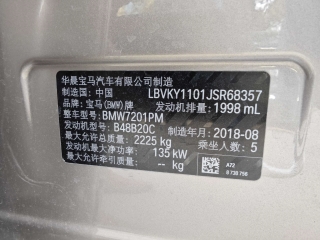 华晨宝马汽车有限公司制造
制造国：中国 LBVKY1101JSR68357
品牌：宝马(BMW)牌 发动机排量：1998 mL
整车型号：BMW7201PM
发动机型号：B48B20C 制造年月：2018-08
最大允许总质量：2225 kg 乘坐人数：5
发动机最大净功率：135 kW
最大允许牵引质量：-- kg
A72
8 738 756